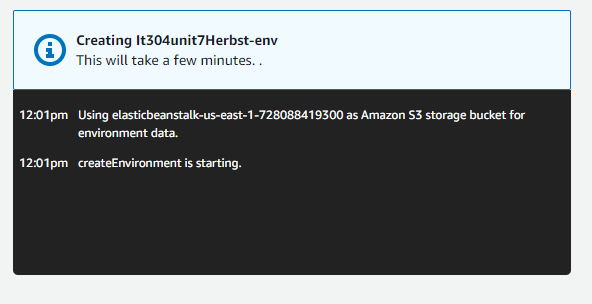 Creating It304unit7Herbst-env
This will take a few minutes. .
12:01pm Using elasticbeanstalk-us-east-1-728088419300 as Amazon S3 storage bucket for
environment data.
12:01pm createEnvironment is starting.